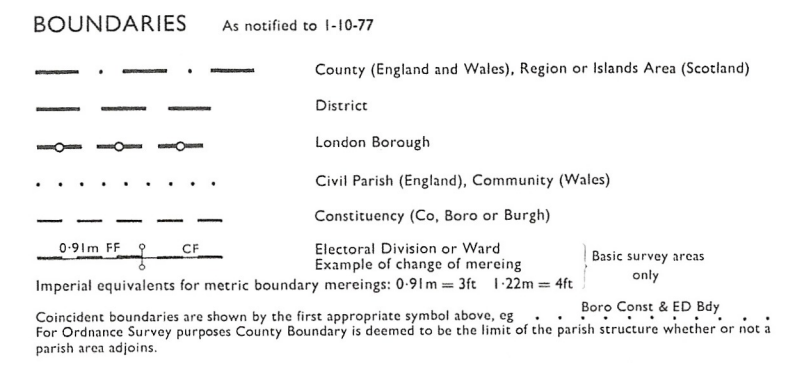 BOUNDARIES As notified to 1-10-77
County (England and Wales), Region or Islands Area (Scotland)
District
London Borough
Civil Parish (England), Community (Wales)
Constituency (Co, Boro or Burgh)
0·91m FF CF Electoral Division or Ward
Example of change of mereing
Basic survey areas
only
Imperial equivalents for metric boundary mereings: 0·91m = 3ft 1·22m = 4ft
Coincident boundaries are shown by the first appropriate symbol above, eg Boro Const & ED Bdy
For Ordnance Survey purposes County Boundary is deemed to be the limit of the parish structure whether or not a
parish area adjoins.